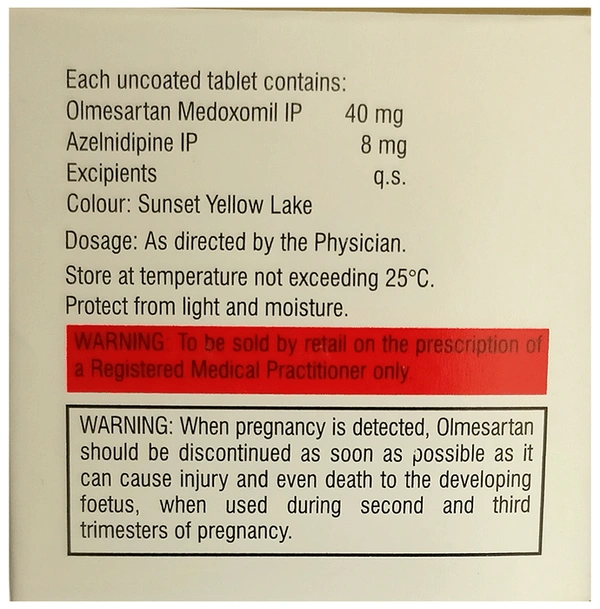 Each uncoated tablet contains:
Olmesartan Medoxomil IP 40 mg
Azelnidipine IP 8 mg
Excipients q.s.
Colour: Sunset Yellow Lake
Dosage: As directed by the Physician.
Store at temperature not exceeding 25°C.
Protect from light and moisture.
WARNING To be sold by retail on the prescription of
a Registered Medical Practitioner only.
WARNING: When pregnancy is detected, Olmesartan
should be discontinued as soon as possible as it
can cause injury and even death to the developing
foetus, when used during second and third
trimesters of pregnancy.